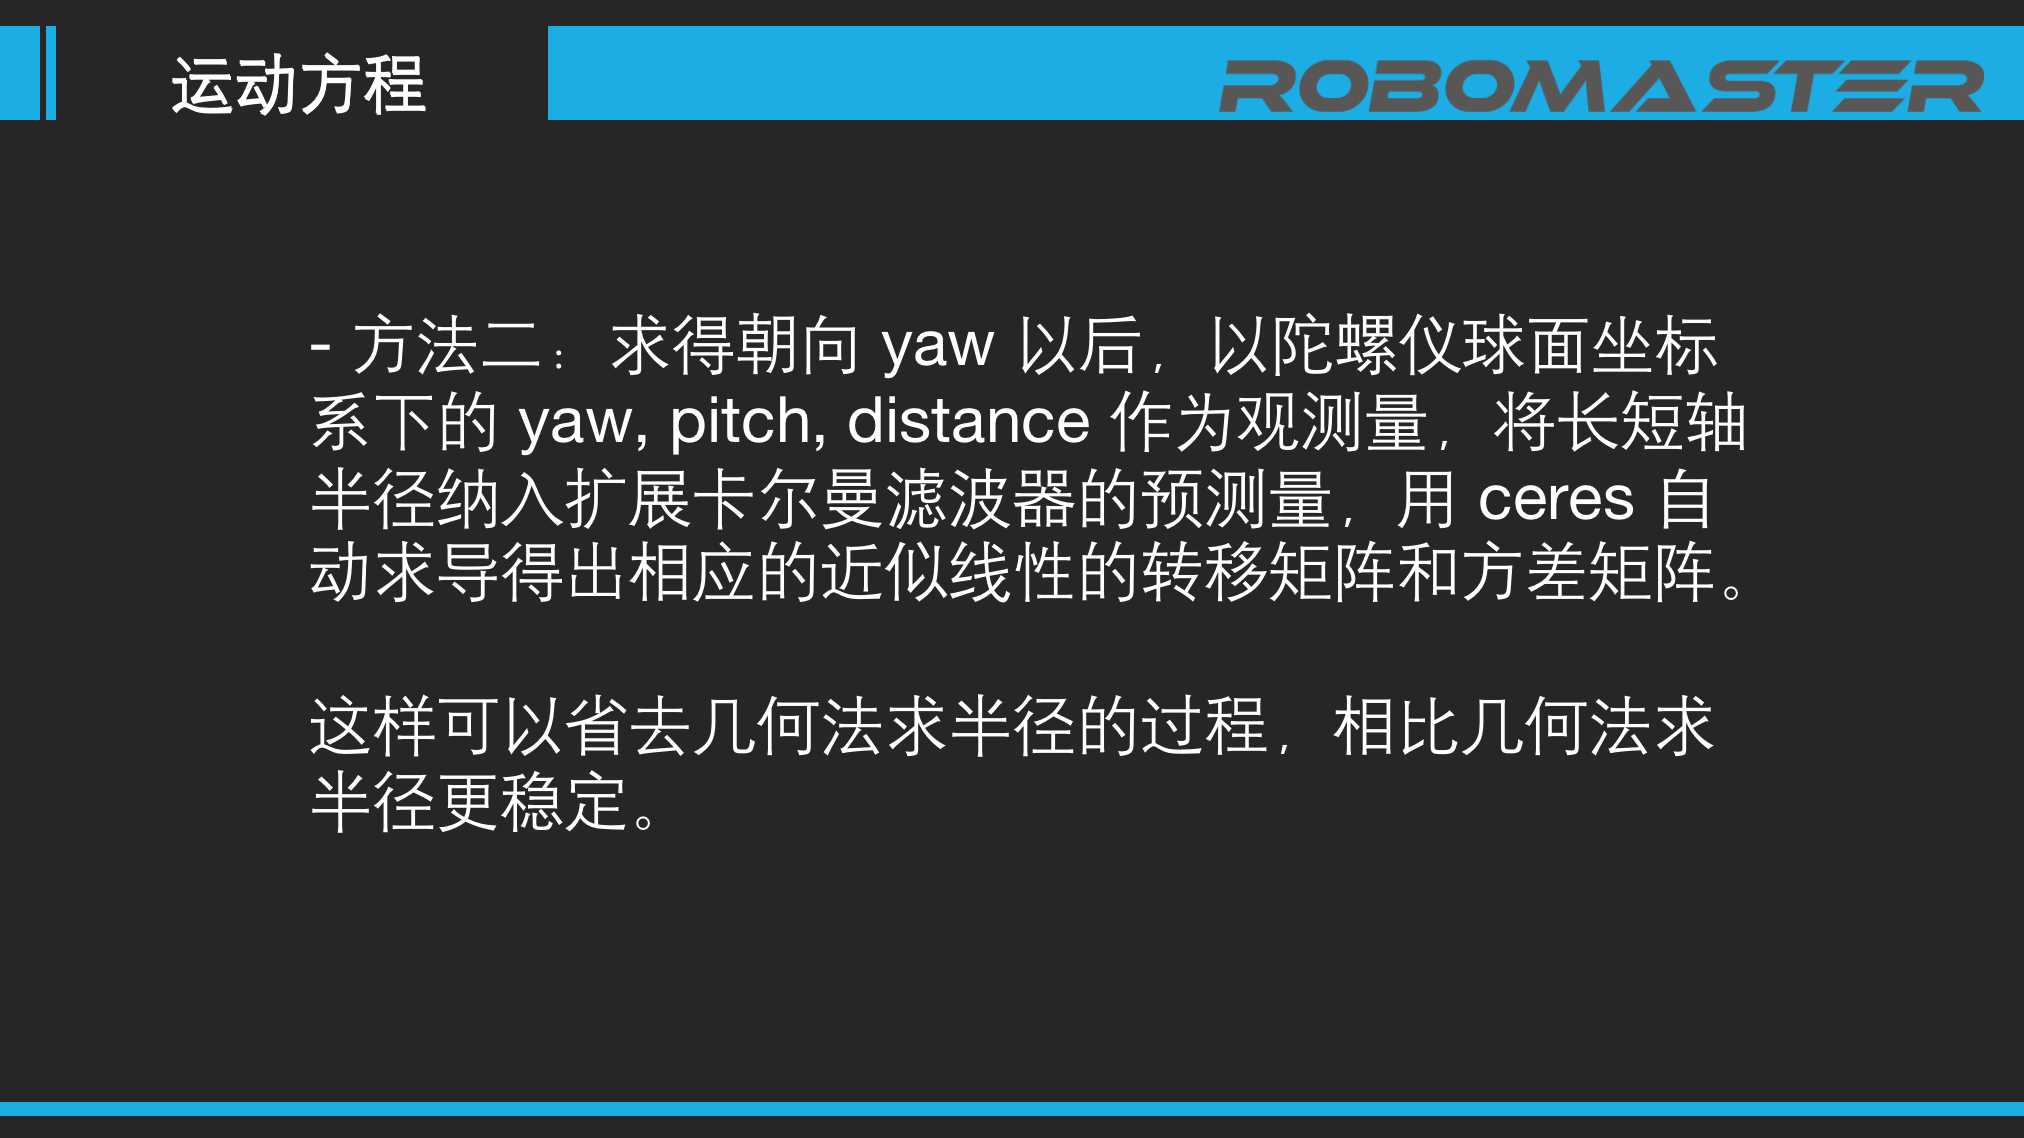 运动方程
ROBOMASTER
- 方法二：求得朝向 yaw 以后，以陀螺仪球面坐标
系下的 yaw, pitch, distance 作为观测量，将长短轴
半径纳入扩展卡尔曼滤波器的预测量，用 ceres 自
动求导得出相应的近似线性的转移矩阵和方差矩阵。
这样可以省去几何法求半径的过程，相比几何法求
半径更稳定。